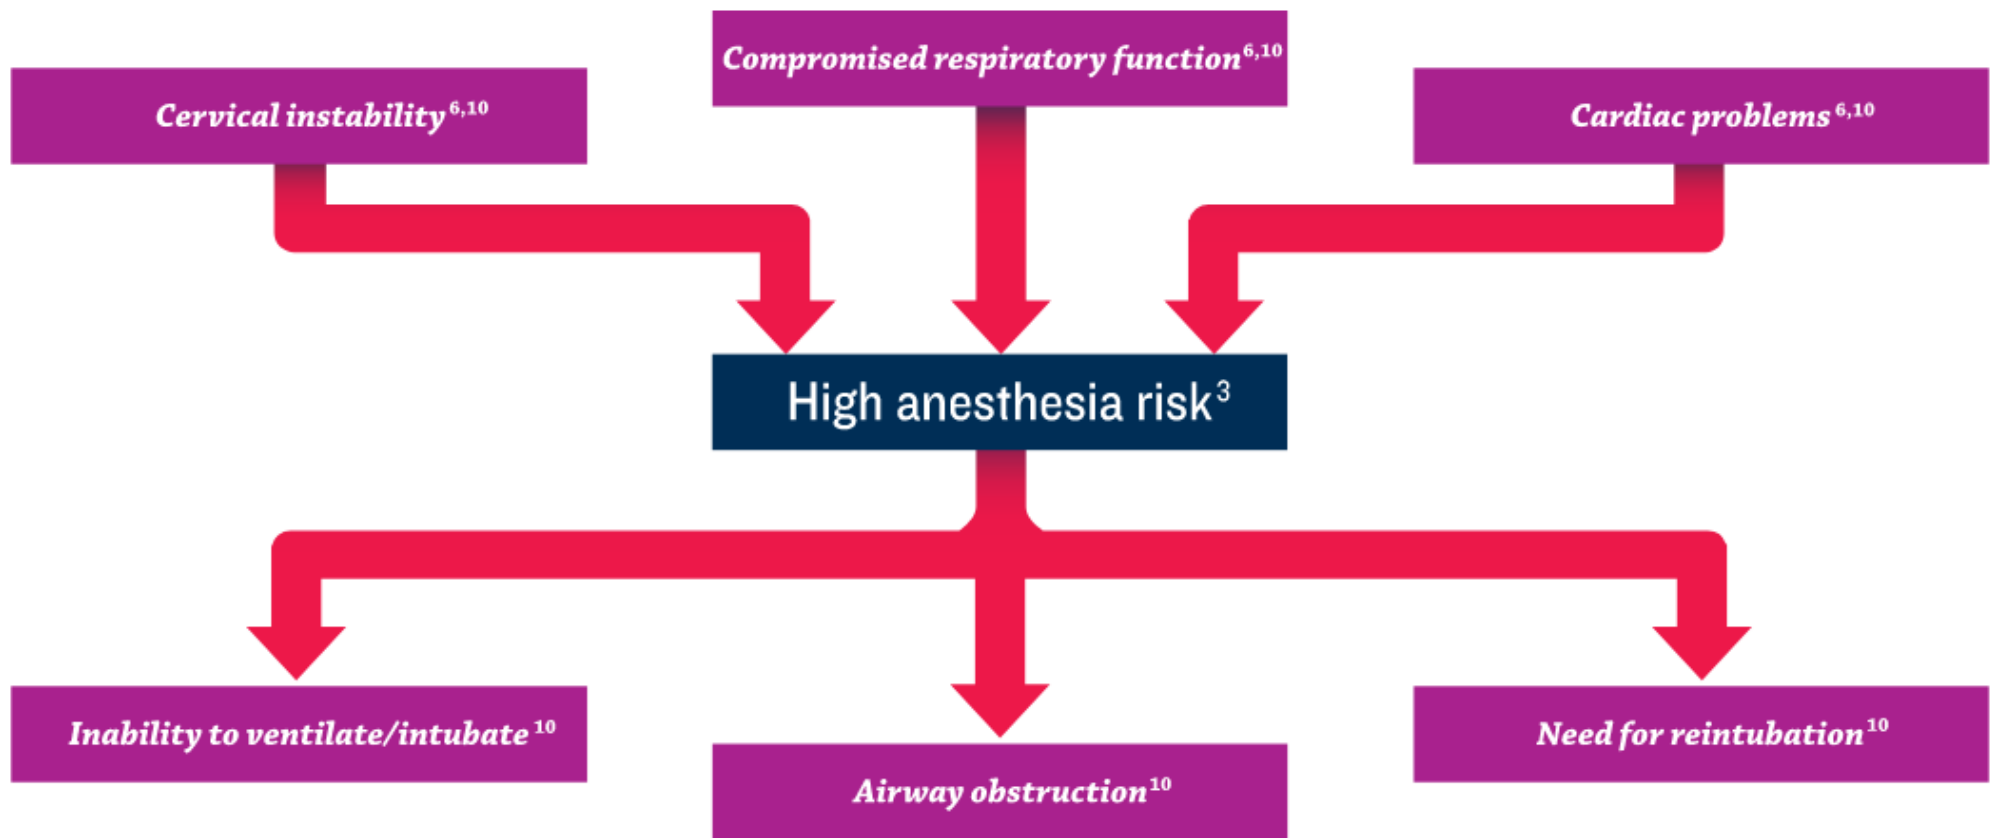 Compromised respiratory function6,10
Cervical instability6,10
Cardiac problems6,10
High anesthesia risk3
Inability to ventilate/intubate10
Need for reintubation10
Airway obstruction10